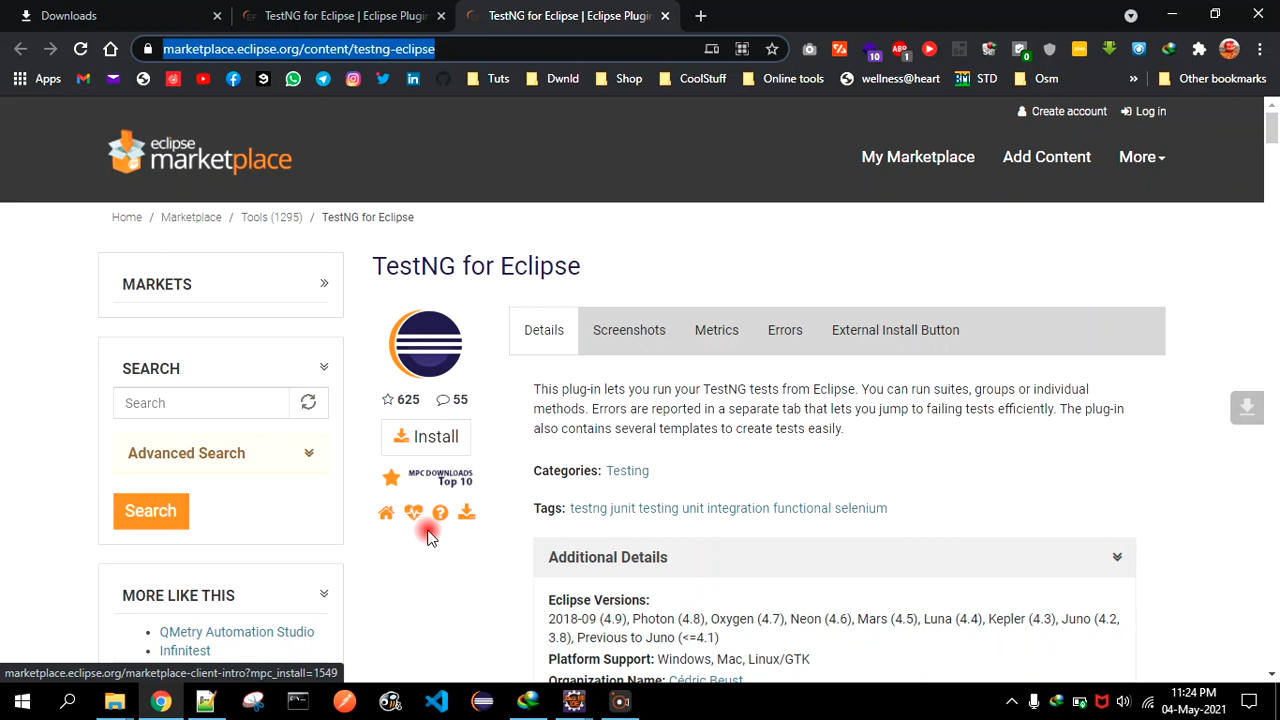 Downloads
TestNG for Eclipse | Eclipse Plugin
TestNG for Eclipse | Eclipse Plugin
marketplace.eclipse.org/content/testng-eclipse
10
ABP
1
0
Apps
Tuts
Dwnld
Shop
CoolStuff
Online tools
wellness@heart
STD
Osm
»
Other bookmarks
Create account
Log in
eclipse
marketplace
My Marketplace
Add Content
More
Home / Marketplace / Tools (1295) / TestNG for Eclipse
MARKETS
SEARCH
Search
Advanced Search
Search
MORE LIKE THIS
• QMetry Automation Studio
• Infinitest
TestNG for Eclipse
625
55
Install
MPC DOWNLOADS
Top 10
Details
Screenshots
Metrics
Errors
External Install Button
This plug-in lets you run your TestNG tests from Eclipse. You can run suites, groups or individual
methods. Errors are reported in a separate tab that lets you jump to failing tests efficiently. The plug-in
also contains several templates to create tests easily.
Categories: Testing
Tags: testng junit testing unit integration functional selenium
Additional Details
Eclipse Versions:
2018-09 (4.9), Photon (4.8), Oxygen (4.7), Neon (4.6), Mars (4.5), Luna (4.4), Kepler (4.3), Juno (4.2,
3.8), Previous to Juno (<=4.1)
Platform Support: Windows, Mac, Linux/GTK
Organization Name: Cédric Beust
marketplace.eclipse.org/marketplace-client-intro?mpc_install=1549
11:24 PM
04-May-2021